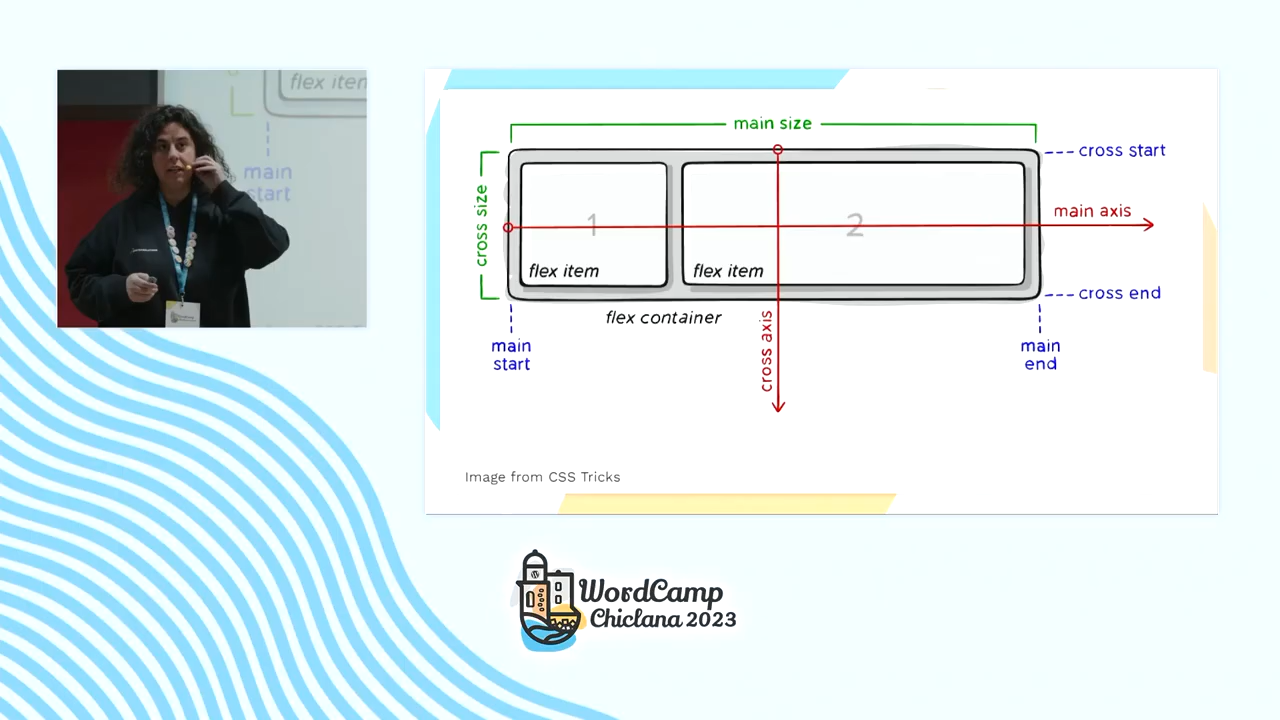 flex item
main
start
main size
cross start
cross size
1
2
main axis
flex item
flex item
cross end
flex container
cross axis
main
start
main
end
Image from CSS Tricks
WordCamp
Chiclana 2023